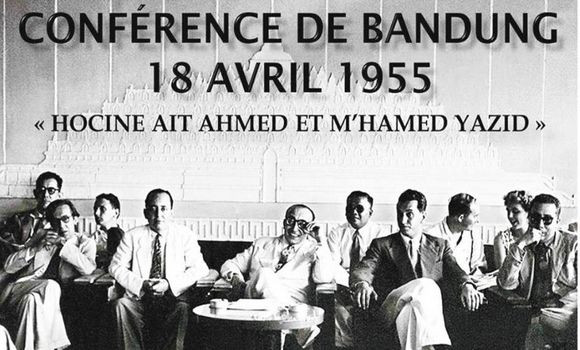 CONFÉRENCE DE BANDUNG
18 AVRIL 1955
« HOCINE AIT AHMED ET M’HAMED YAZID »